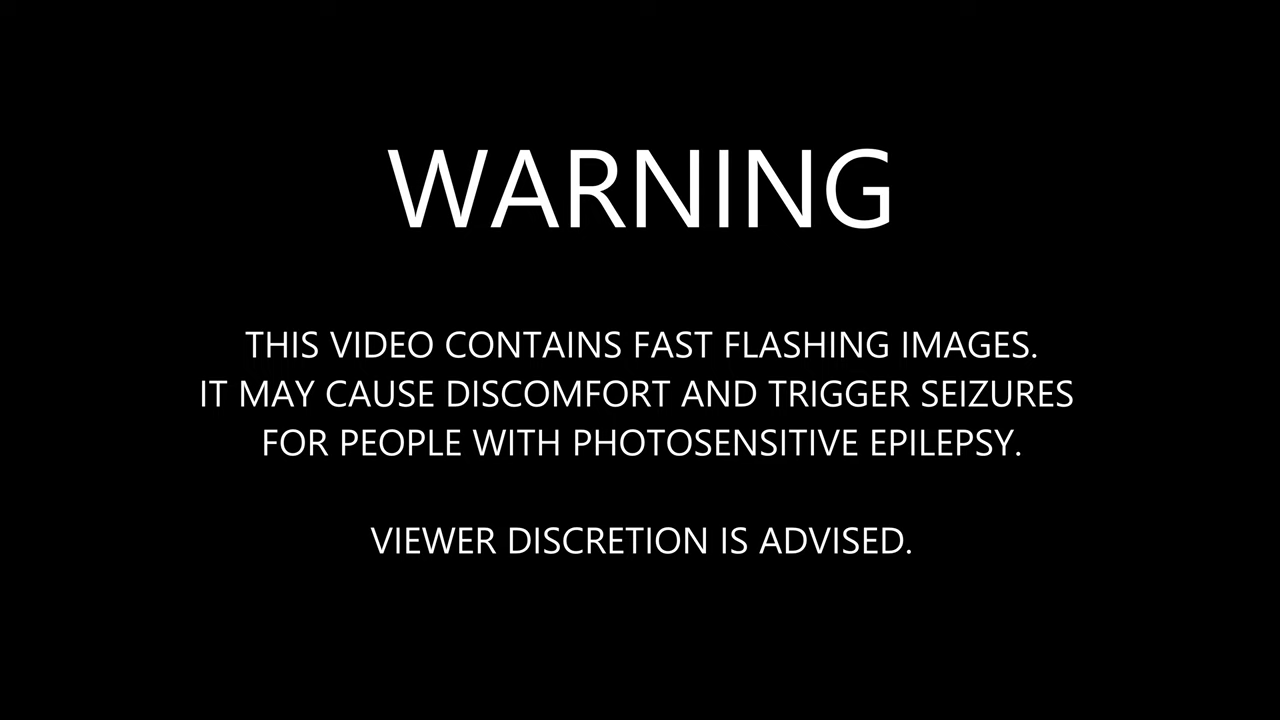 WARNING
THIS VIDEO CONTAINS FAST FLASHING IMAGES.
IT MAY CAUSE DISCOMFORT AND TRIGGER SEIZURES
FOR PEOPLE WITH PHOTOSENSITIVE EPILEPSY.
VIEWER DISCRETION IS ADVISED.